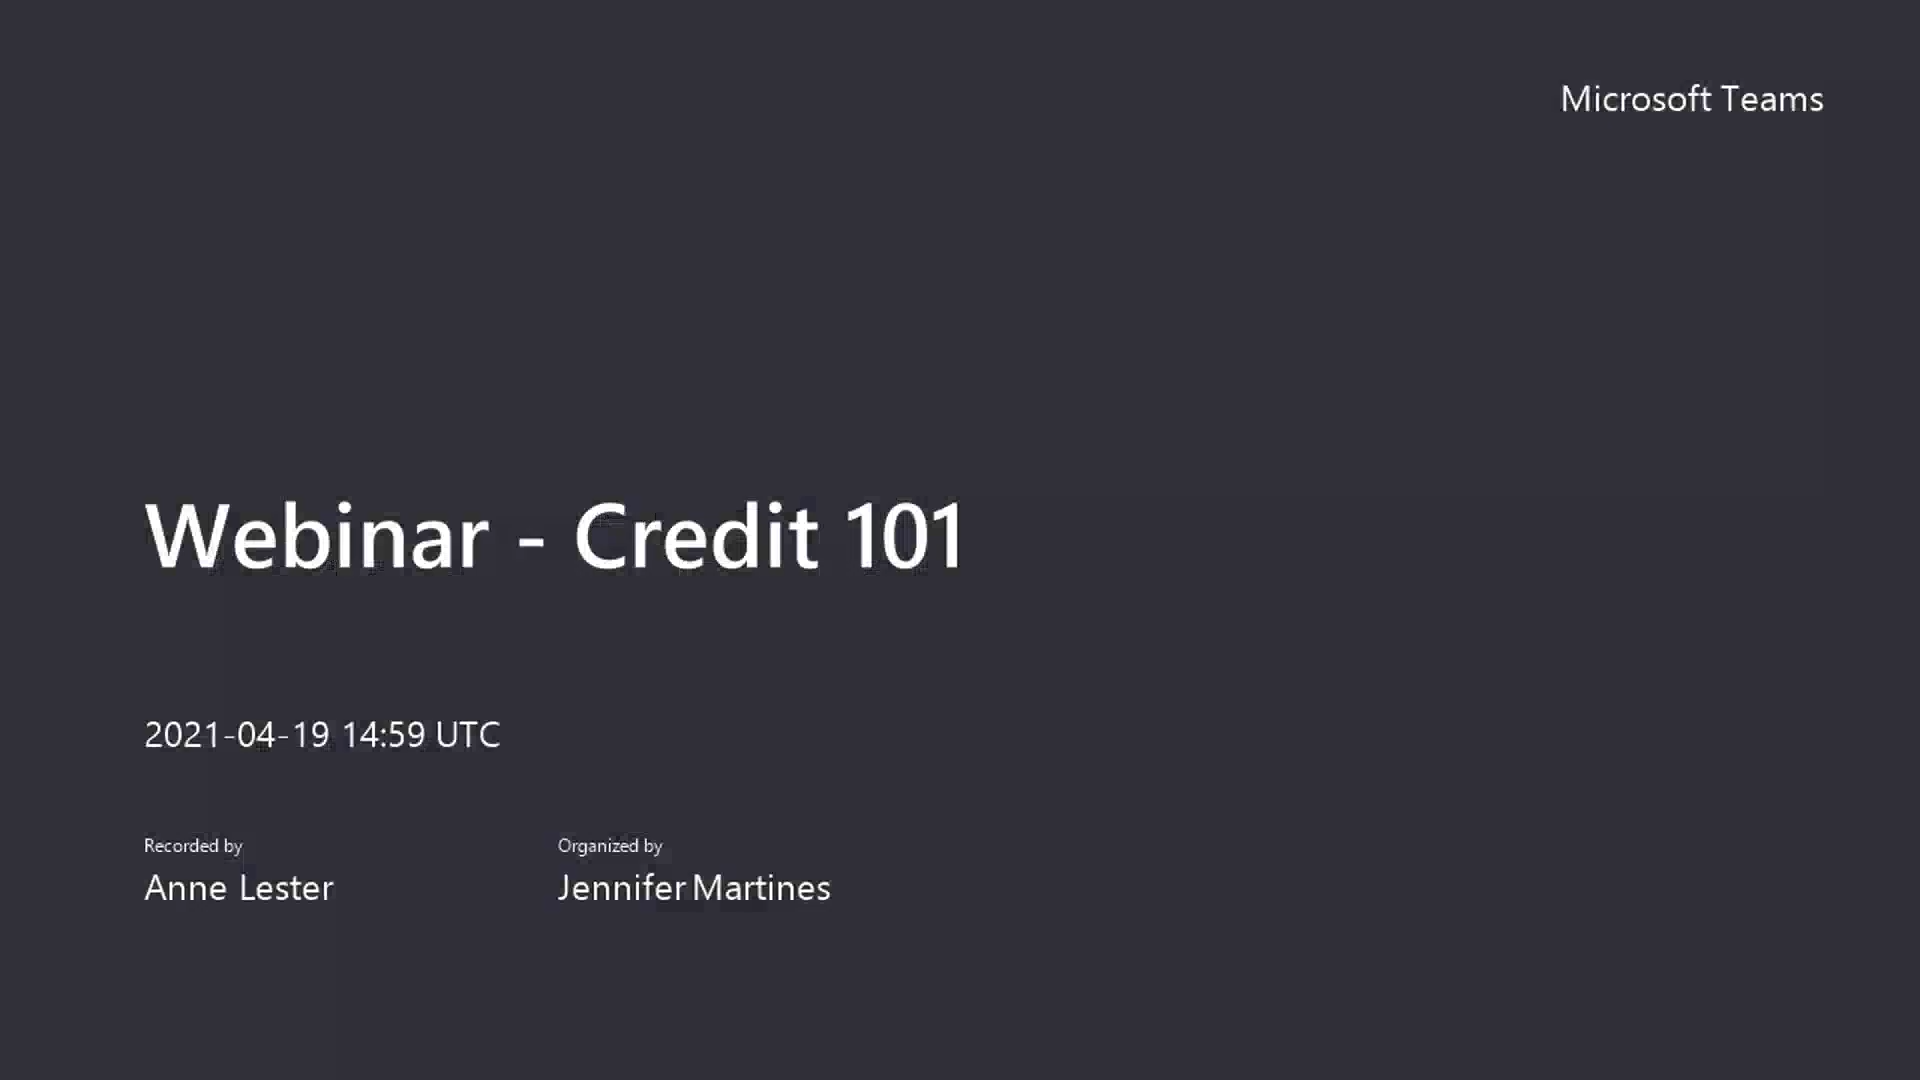 Microsoft Teams
Webinar - Credit 101
2021-04-19 14:59 UTC
Recorded by
Anne Lester
Organized by
Jennifer Martines